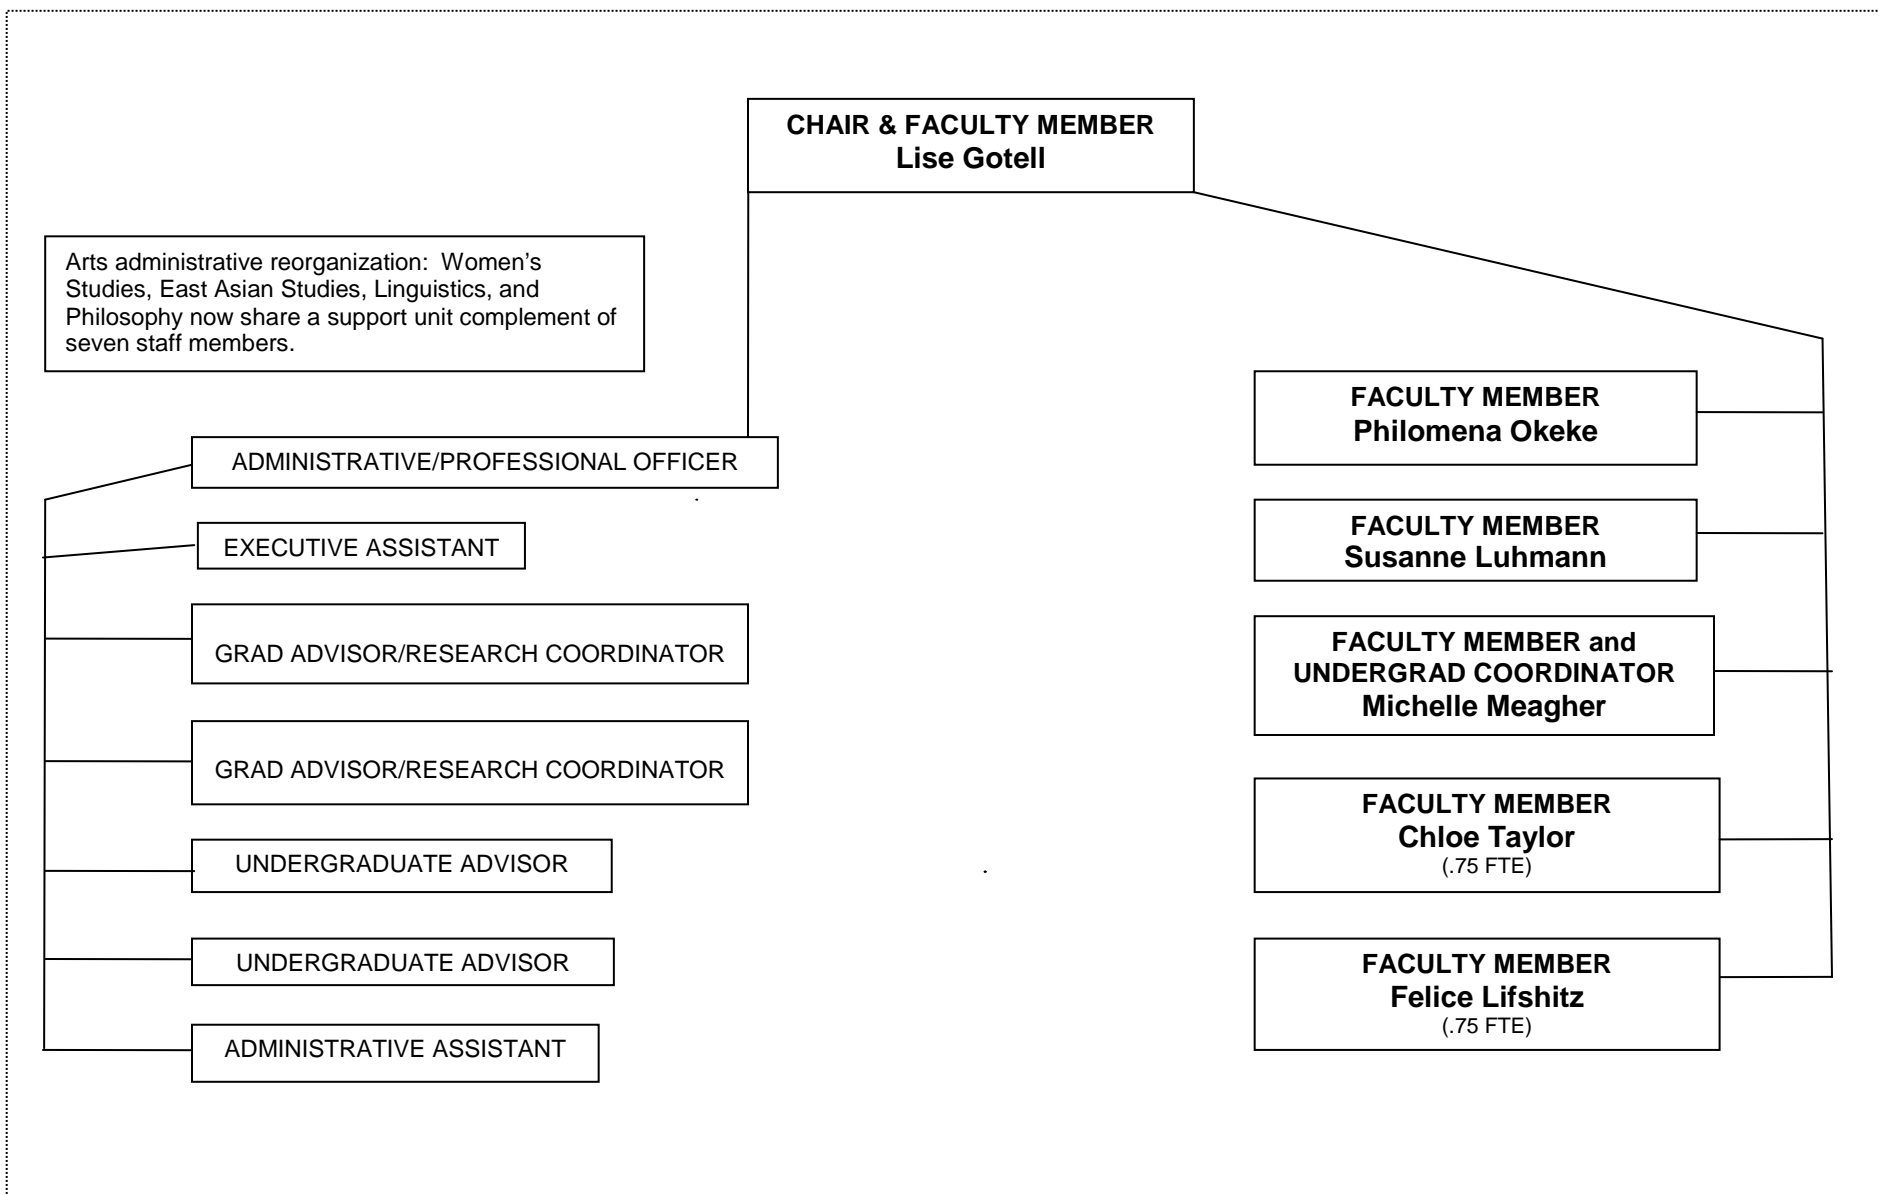 CHAIR & FACULTY MEMBER
Lise Gotell
Arts administrative reorganization:  Women’s
Studies, East Asian Studies, Linguistics, and
Philosophy now share a support unit complement of
seven staff members.
ADMINISTRATIVE/PROFESSIONAL OFFICER
EXECUTIVE ASSISTANT
GRAD ADVISOR/RESEARCH COORDINATOR
GRAD ADVISOR/RESEARCH COORDINATOR
UNDERGRADUATE ADVISOR
UNDERGRADUATE ADVISOR
ADMINISTRATIVE ASSISTANT
FACULTY MEMBER
Philomena Okeke
FACULTY MEMBER
Susanne Luhmann
FACULTY MEMBER and
UNDERGRAD COORDINATOR
Michelle Meagher
FACULTY MEMBER
Chloe Taylor
(.75 FTE)
FACULTY MEMBER
Felice Lifshitz
(.75 FTE)